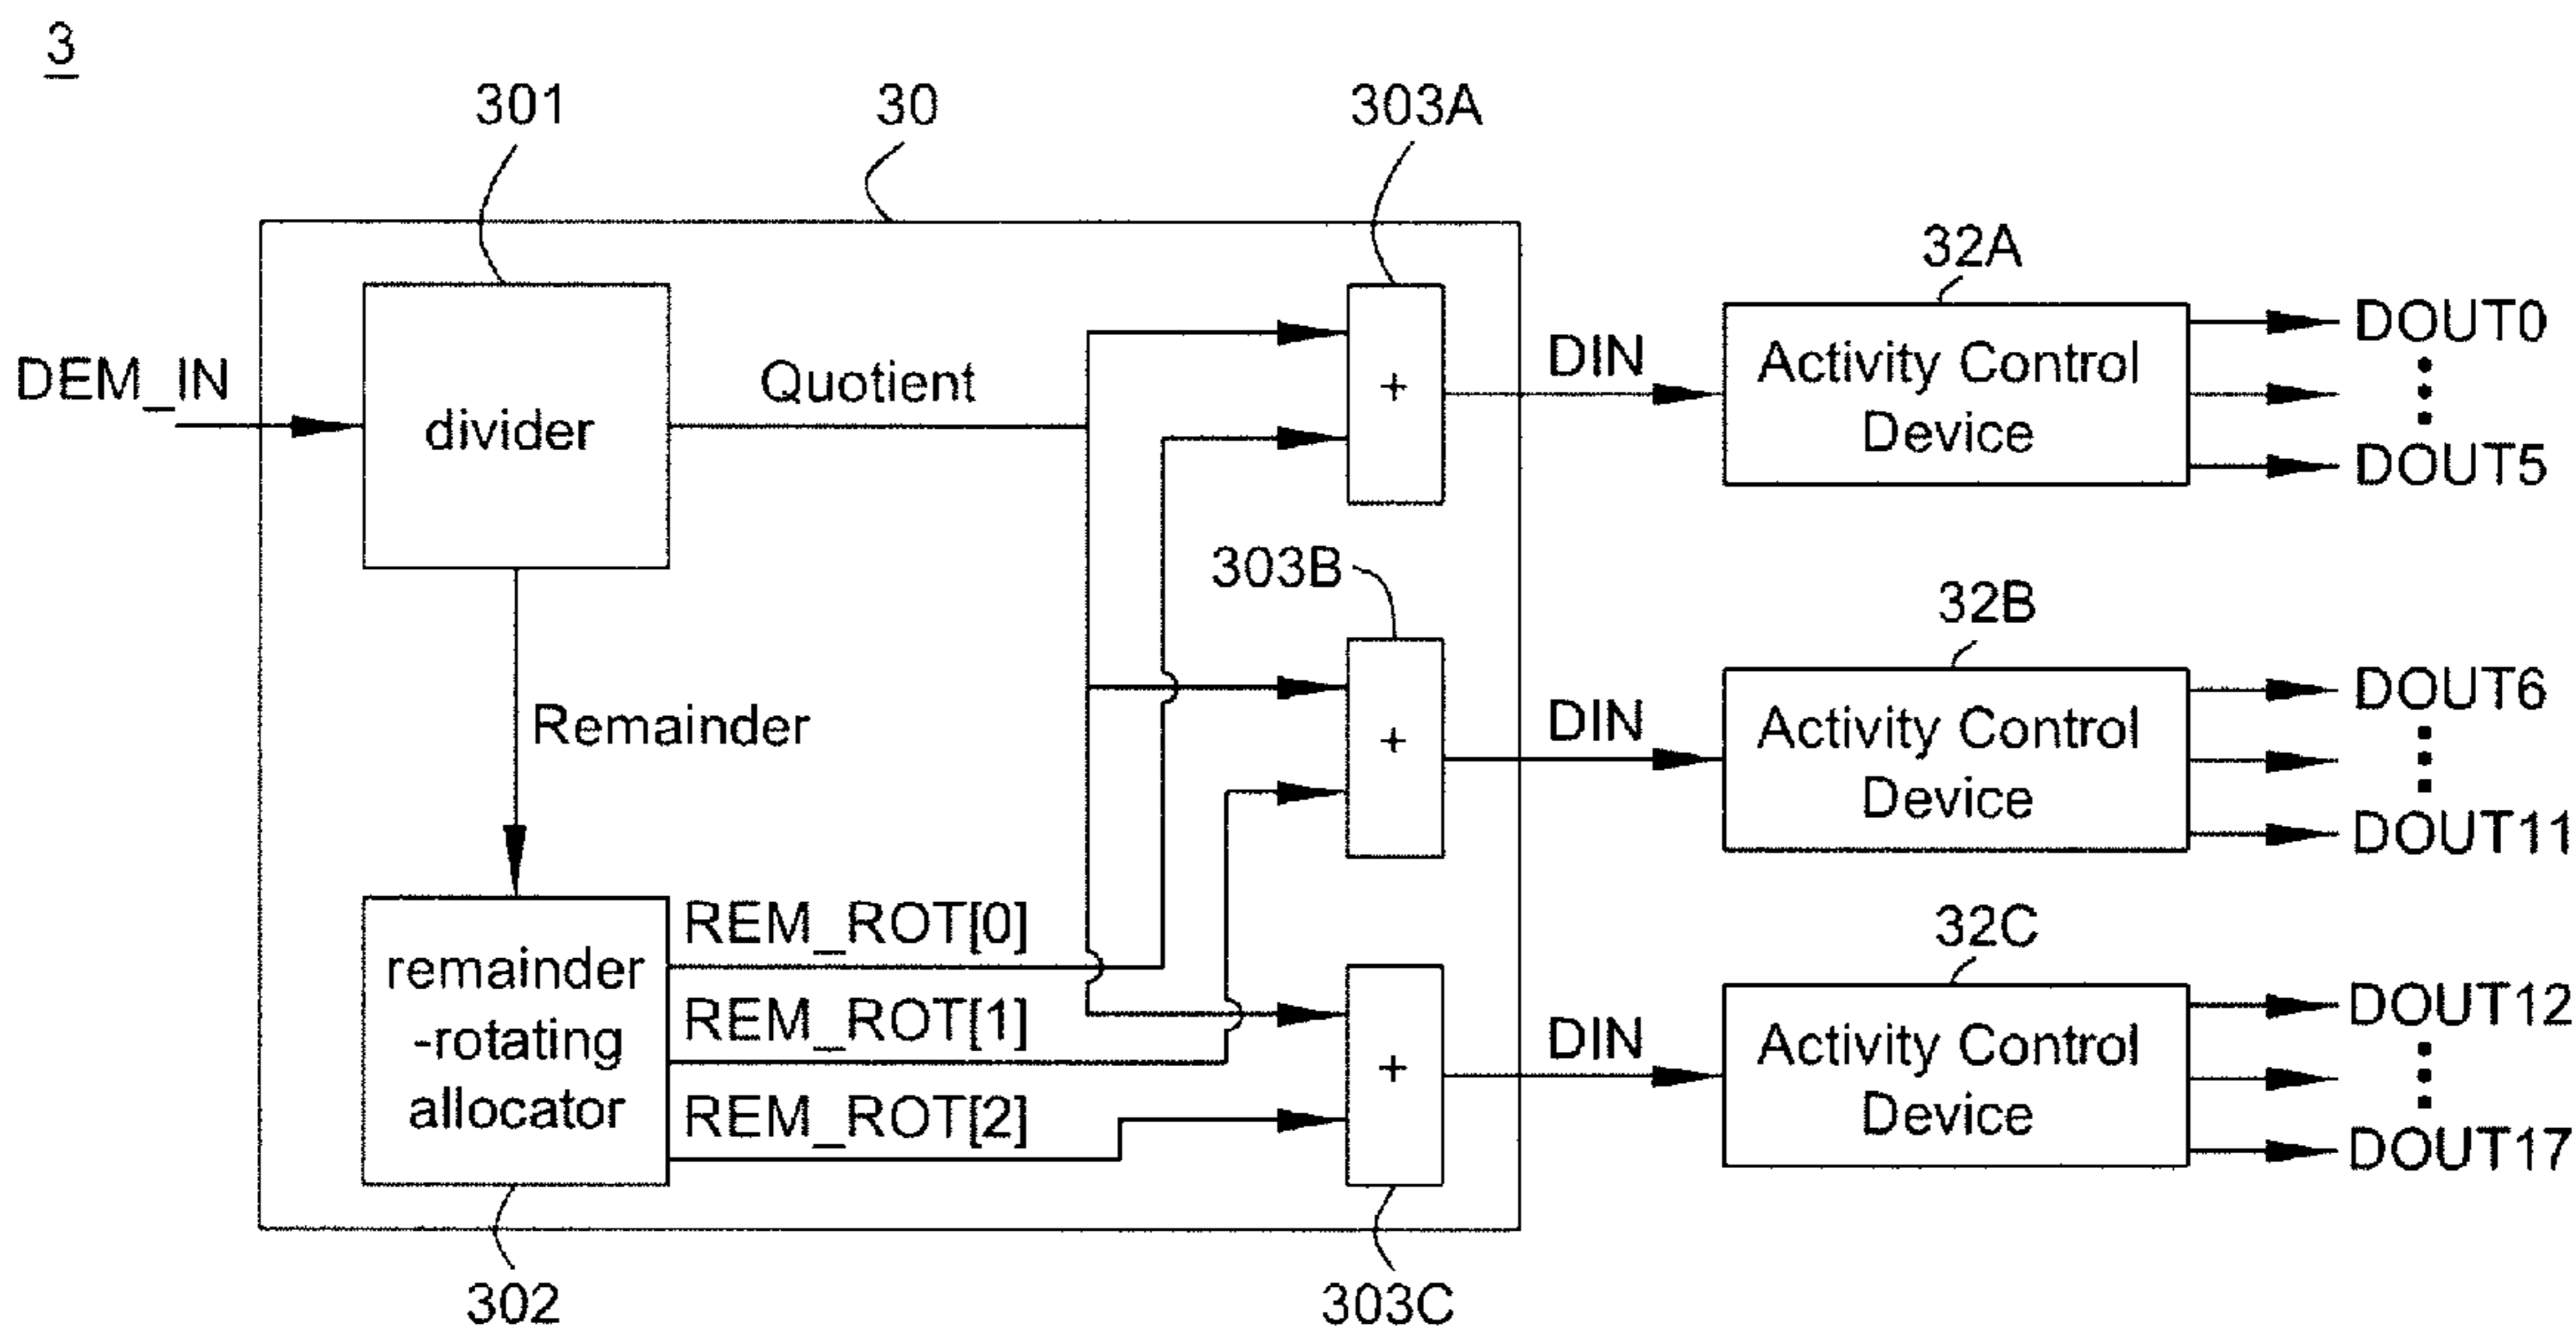 3
301
30
303A
32A
DOUT0
DEM_IN
divider
Quotient
+
DIN
Activity Control
Device
DOUT5
303B
32B
DOUT6
Remainder
+
DIN
Activity Control
Device
DOUT11
32C
remainder
-rotating
allocator
REM_ROT[0]
REM_ROT[1]
REM_ROT[2]
+
DIN
Activity Control
Device
DOUT12
DOUT17
302
303C